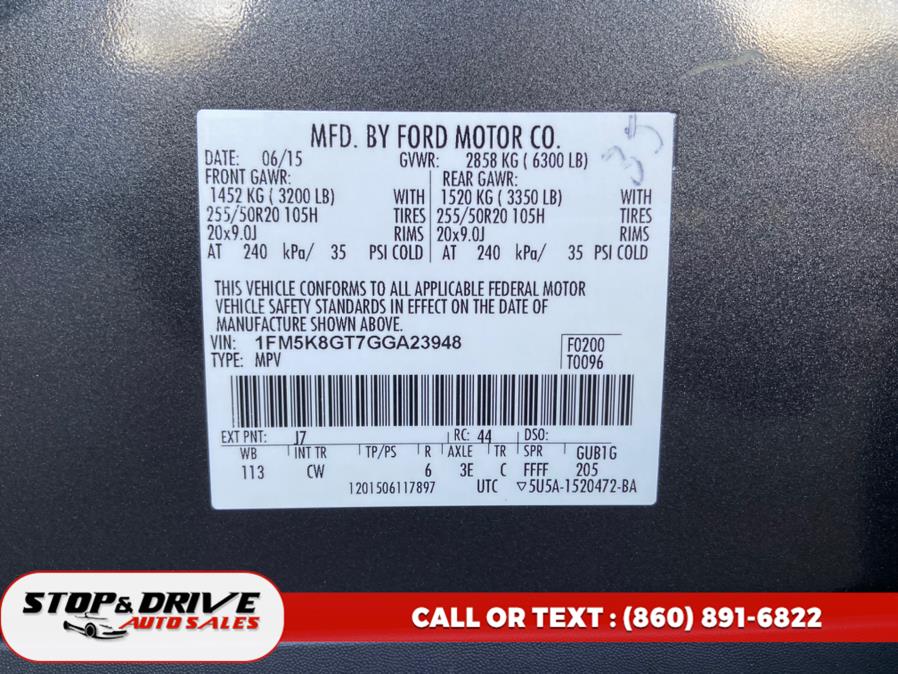 MFD. BY FORD MOTOR CO.
DATE: 06/15 GVWR: 2858 KG ( 6300 LB)
FRONT GAWR: REAR GAWR:
1452 KG ( 3200 LB) WITH 1520 KG ( 3350 LB) WITH
255/50R20 105H TIRES 255/50R20 105H TIRES
20x9.0J RIMS 20x9.0J RIMS
AT 240 kPa/ 35 PSI COLD AT 240 kPa/ 35 PSI COLD
THIS VEHICLE CONFORMS TO ALL APPLICABLE FEDERAL MOTOR
VEHICLE SAFETY STANDARDS IN EFFECT ON THE DATE OF
MANUFACTURE SHOWN ABOVE.
VIN: 1FM5K8GT7GGA23948 F0200
TYPE: MPV T0096
EXT PNT: J7 RC: 44 DSO:
WB INT TR TP/PS R AXLE TR SPR GUB1G
113 CW 6 3E C FFFF 205
1201506117897 UTC ▽5U5A-1520472-BA
STOP & DRIVE
AUTO SALES
CALL OR TEXT : (860) 891-6822